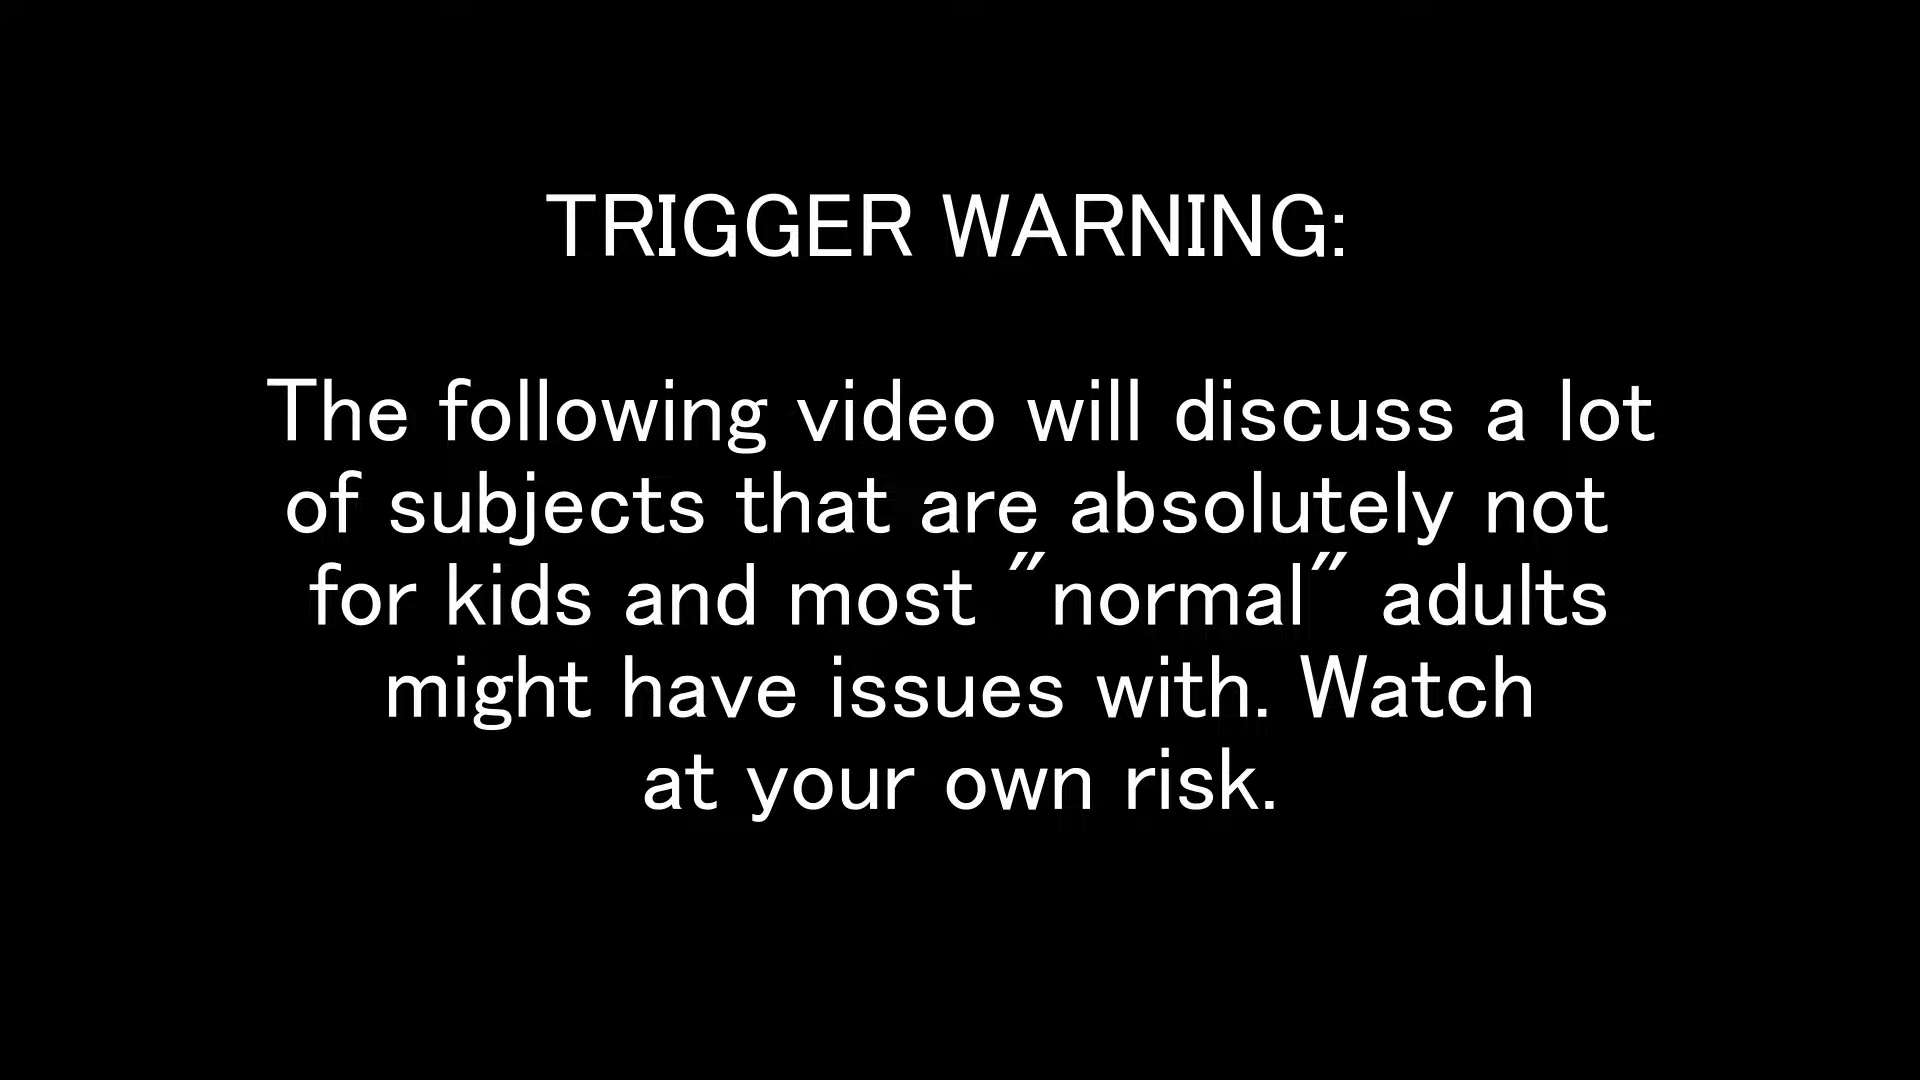 TRIGGER WARNING:
The following video will discuss a lot
of subjects that are absolutely not
for kids and most "normal" adults
might have issues with. Watch
at your own risk.